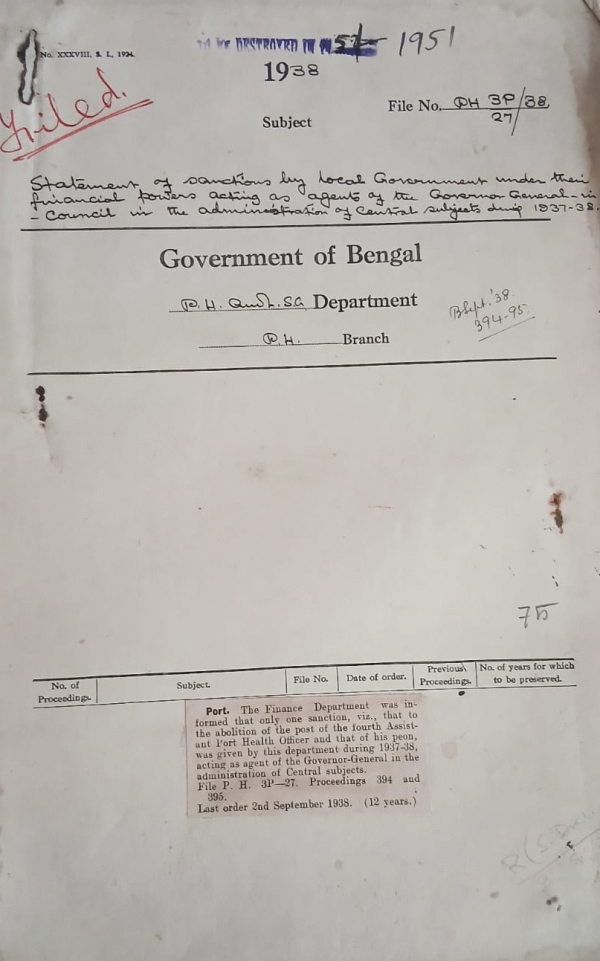 No. XXXVIII, S. L, 1924.
TO BE DESTROYED IN 1951
1938
Filed.
File No. PH 3P/38
27
Subject
Statement of sanctions by Local Government under their
financial powers acting as agents of the Governor General-in
-Council in the administration of Central subjects during 1937-38.
Government of Bengal
P. H. and L.S.G Department
B Sept. '38.
394-95.
P.H. Branch
75
No. of Proceedings.
Subject.
File No.
Date of order.
Previous Proceedings.
No. of years for which to be preserved.
Port. The Finance Department was in-
formed that only one sanction, viz., that to
the abolition of the post of the fourth Assist-
ant Port Health Officer and that of his peon,
was given by this department during 1937-38,
acting as agent of the Governor-General in the
administration of Central subjects.
File P. H. 3P—27. Proceedings 394 and
395.
Last order 2nd September 1938. (12 years.)